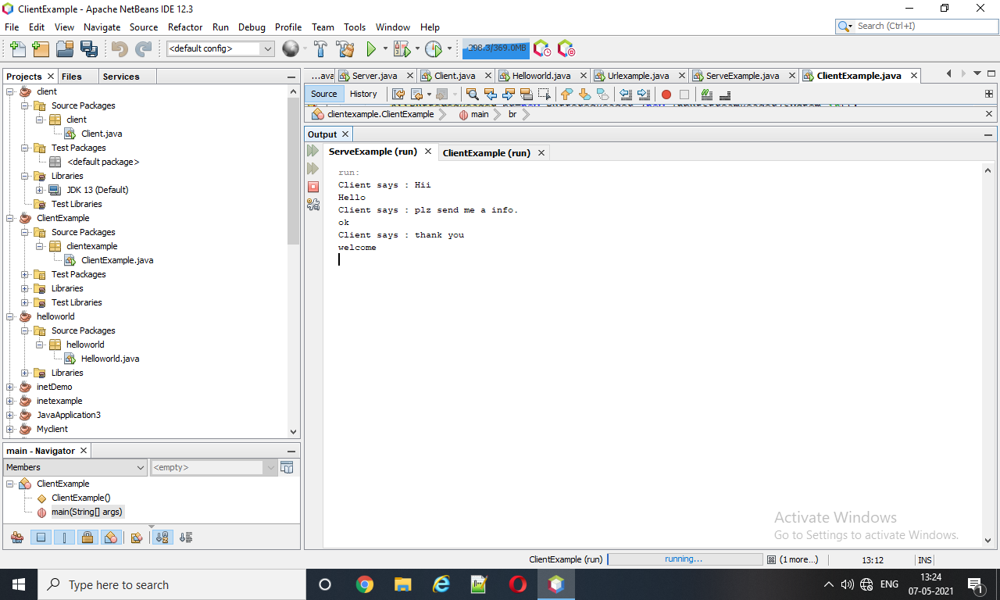 ClientExample - Apache NetBeans IDE 12.3
File Edit View Navigate Source Refactor Run Debug Profile Team Tools Window Help
Search (Ctrl+I)
<default config>
398.3/369.0MB
Projects Files Services
...ava Server.java Client.java Helloworld.java Urlexample.java ServeExample.java ClientExample.java
Source History
clientexample.ClientExample main br
client
Source Packages
client
Client.java
Test Packages
<default package>
Libraries
JDK 13 (Default)
Test Libraries
ClientExample
Source Packages
clientexample
ClientExample.java
Test Packages
Libraries
Test Libraries
helloworld
Source Packages
helloworld
Helloworld.java
Libraries
inetDemo
inetexample
JavaApplication3
Myclient
main - Navigator
Members
<empty>
ClientExample
ClientExample()
main(String[] args)
Output
ServeExample (run) ClientExample (run)
run:
Client says : Hii
Hello
Client says : plz send me a info.
ok
Client says : thank you
welcome
Activate Windows
Go to Settings to activate Windows.
ClientExample (run) running... (1 more...) 13:12 INS
Type here to search
ENG
13:24
07-05-2021
1